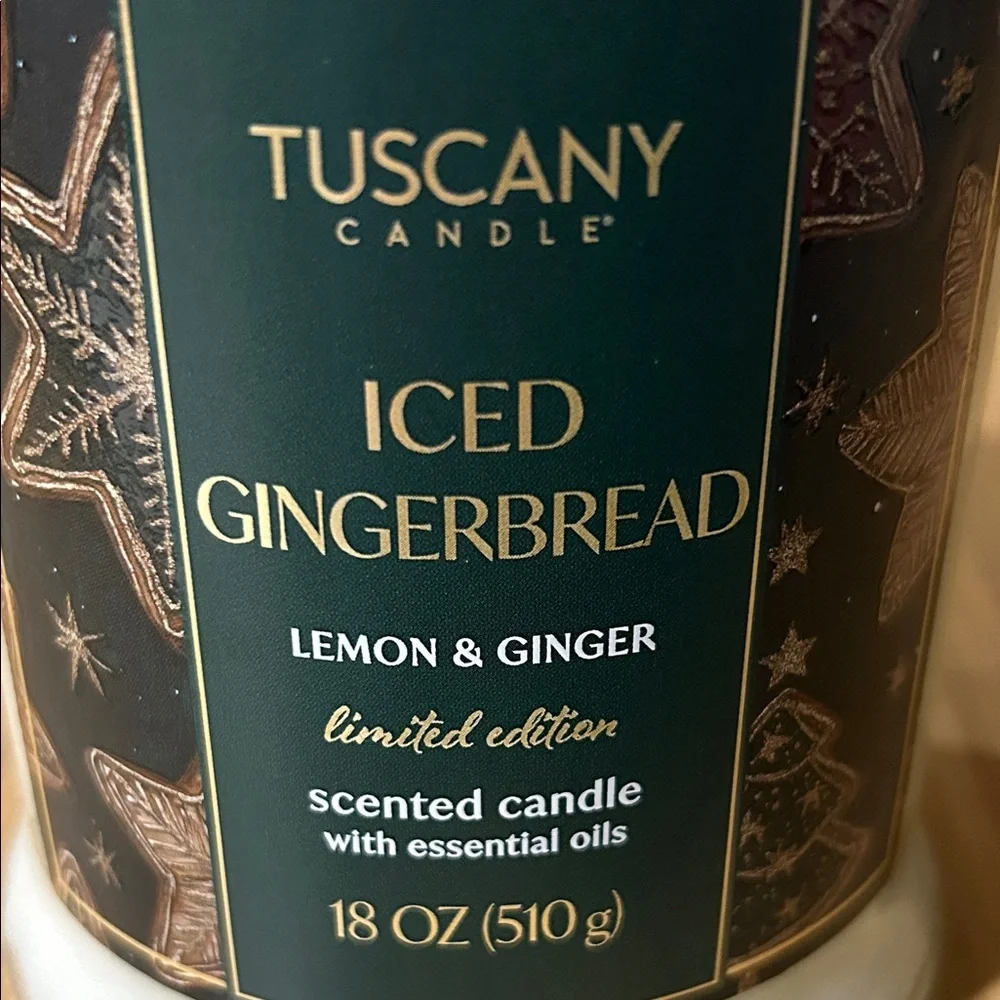 TUSCANY
CANDLE®
ICED
GINGERBREAD
LEMON & GINGER
limited edition
scented candle
with essential oils
18 OZ (510 g)